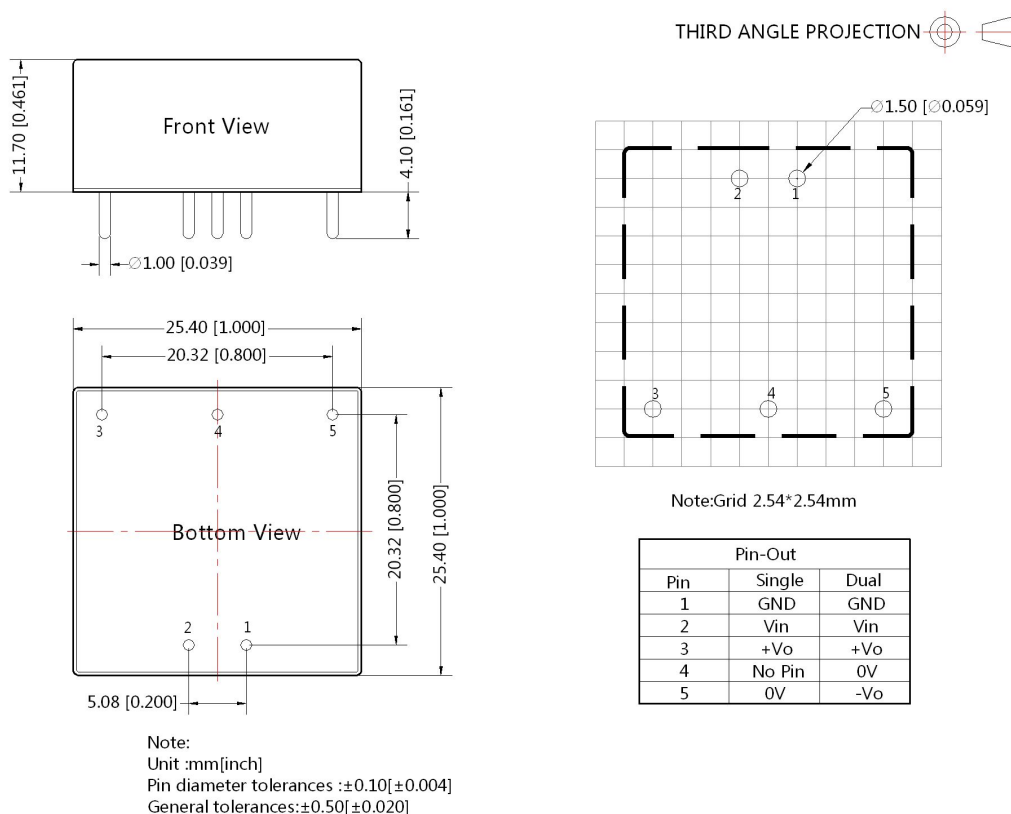 THIRD ANGLE PROJECTION
11.70 [0.461]
Front View
4.10 [0.161]
∅1.00 [0.039]
25.40 [1.000]
20.32 [0.800]
3
4
5
Bottom View
20.32 [0.800]
25.40 [1.000]
2
1
5.08 [0.200]
Note:
Unit :mm[inch]
Pin diameter tolerances :±0.10[±0.004]
General tolerances:±0.50[±0.020]
∅1.50 [∅0.059]
2
1
3
4
5
Note:Grid 2.54*2.54mm
Pin-Out
Pin Single Dual
1 GND GND
2 Vin Vin
3 +Vo +Vo
4 No Pin 0V
5 0V -Vo